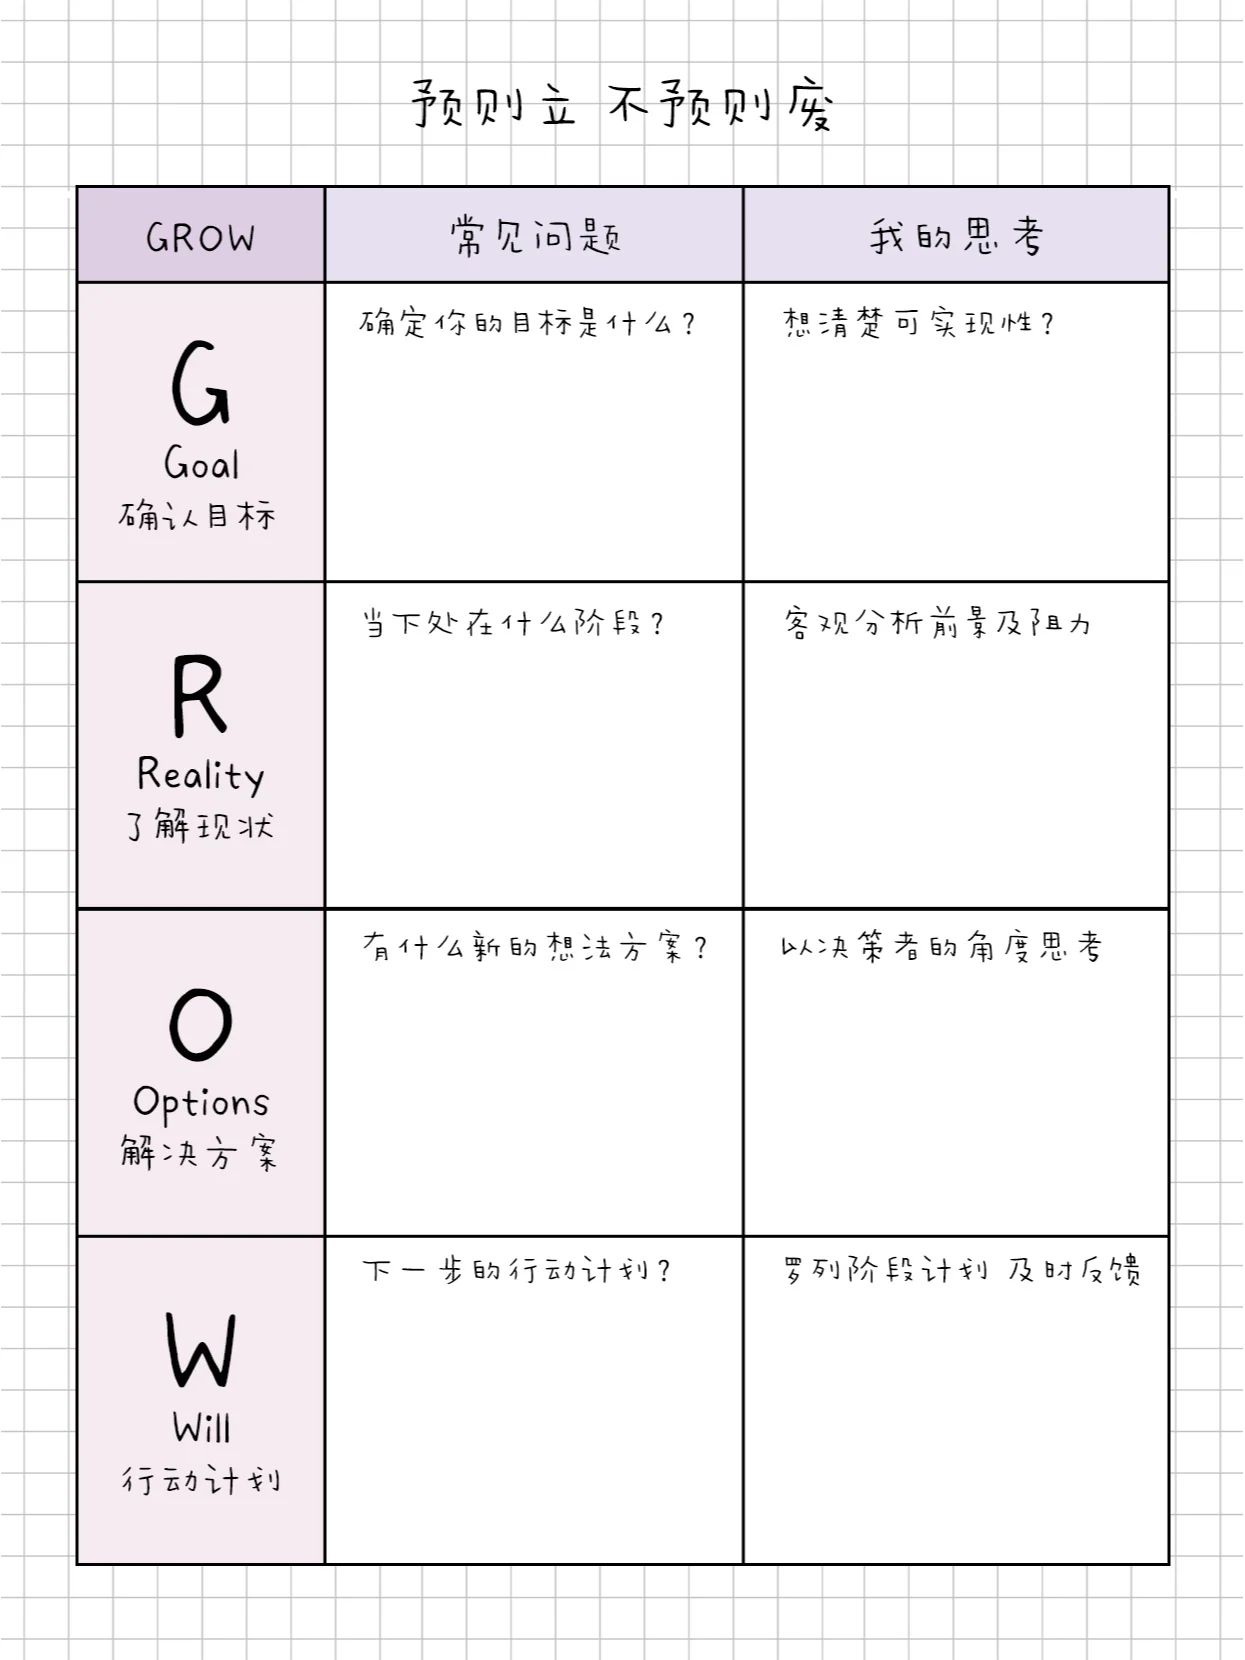 预则立 不预则废
GROW
常见问题
我的思考
G
Goal
确认目标
确定你的目标是什么?
想清楚可实现性?
R
Reality
了解现状
当下处在什么阶段?
客观分析前景及阻力
O
Options
解决方案
有什么新的想法方案?
以决策者的角度思考
W
Will
行动计划
下一步的行动计划?
罗列阶段计划 及时反馈